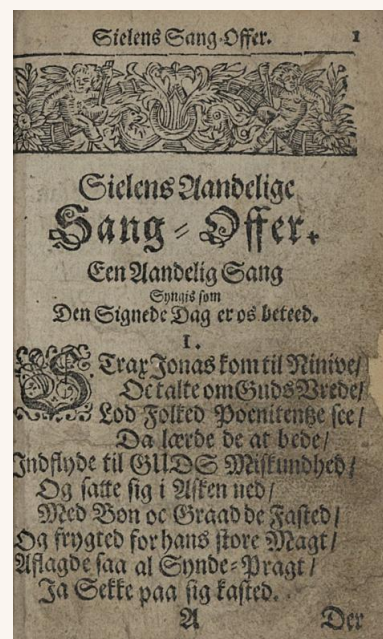 Sielens Sang-Offer. 1
Sielens Aandelige
Sang-Offer.
Een Aandelig Sang
Syngis som
Den Signede Dag er os beteed.
1.
STrax Jonas kom til Ninive/
Oc talte om Guds Vrede/
Lod Folked Poenitentze see/
Da lærde de at bede/
Indflyde til GUDS Miskundhed/
Og satte sig i Asken ned/
Med Bøn oc Graad de Fasted/
Og frygted for hans store Magt/
Aflagde saa al Synde-Pragt/
Ja Sekke paa sig kasted.
A Der